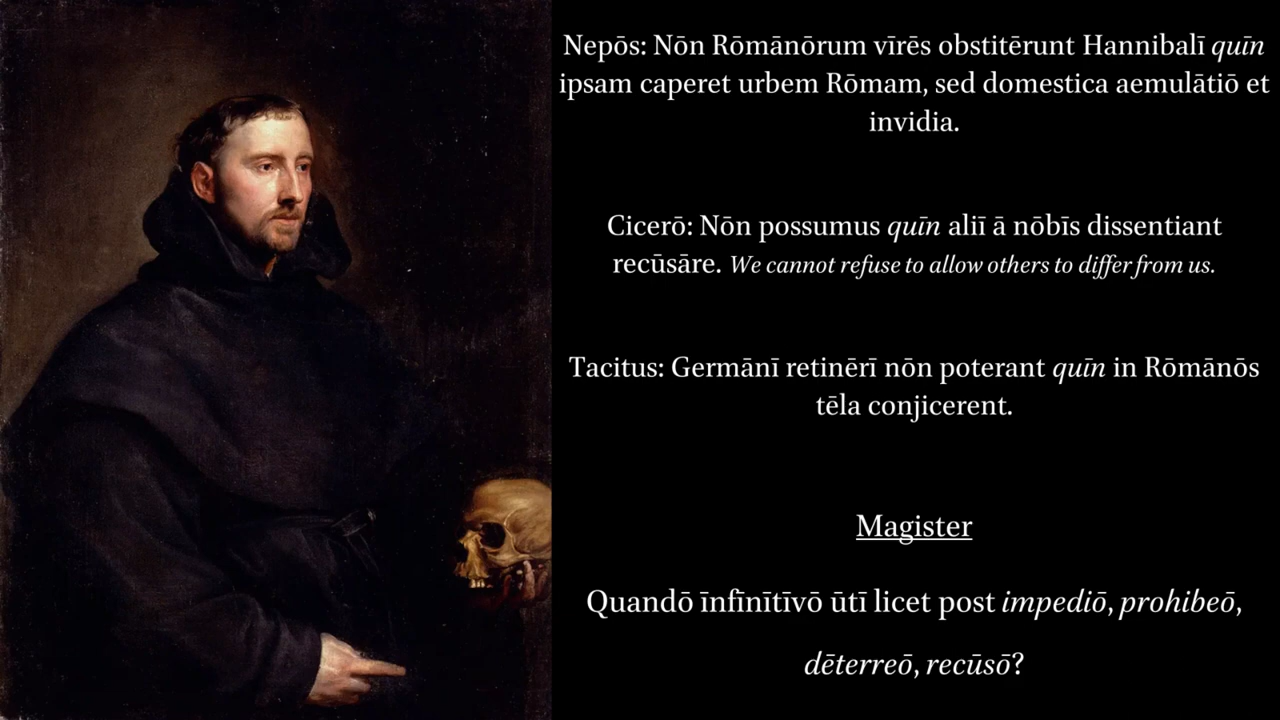 Nepōs: Nōn Rōmānōrum vīrēs obstitērunt Hannibalī quīn
ipsam caperet urbem Rōmam, sed domestica aemulātiō et
invidia.
Cicerō: Nōn possumus quīn aliī ā nōbīs dissentiant
recūsāre. We cannot refuse to allow others to differ from us.
Tacitus: Germānī retinērī nōn poterant quīn in Rōmānōs
tēla conjicerent.
Magister
Quandō īnfīnītīvō ūtī licet post impediō, prohibeō,
dēterreō, recūsō?